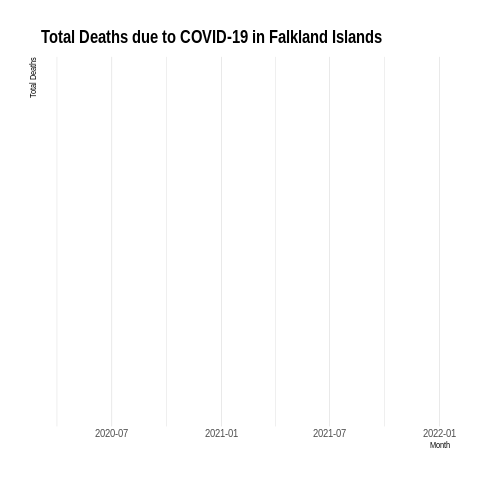 Total Deaths due to COVID-19 in Falkland Islands
Total Deaths
2020-07 2021-01 2021-07 2022-01
Month